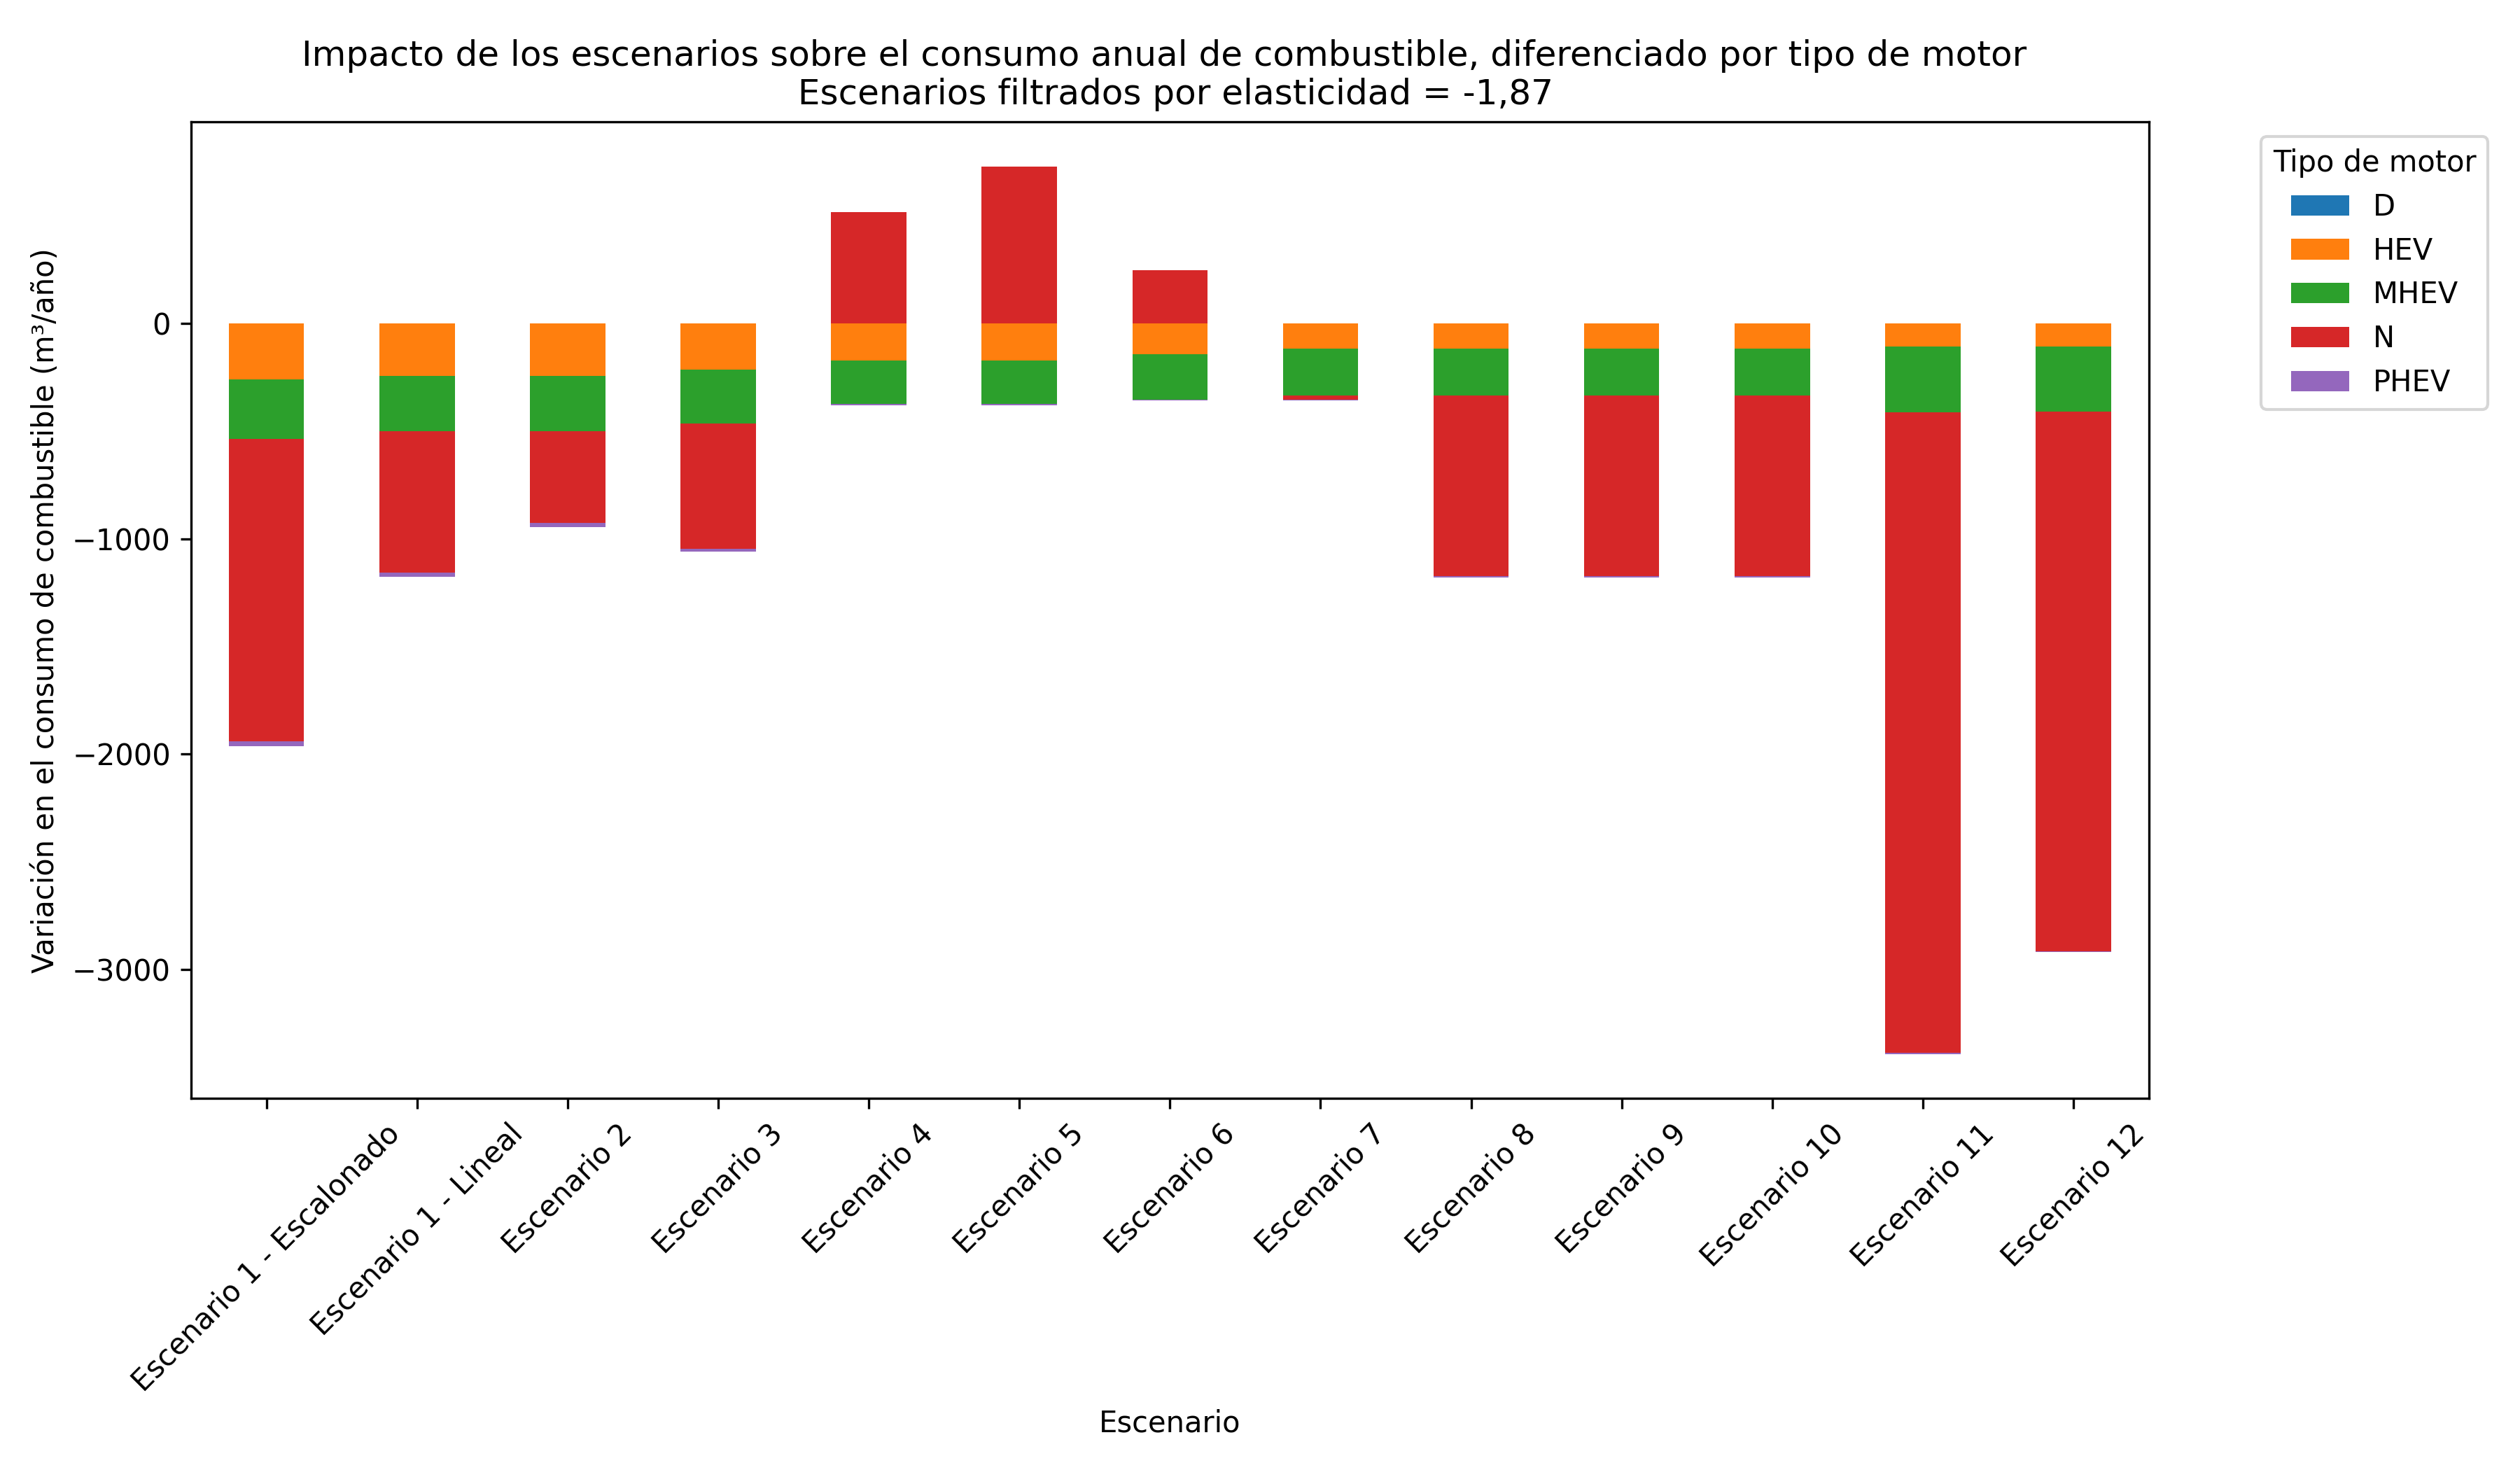 Impacto de los escenarios sobre el consumo anual de combustible, diferenciado por tipo de motor
Escenarios filtrados por elasticidad = -1,87
Variación en el consumo de combustible (m³/año)
0
−1000
−2000
−3000
Tipo de motor
D
HEV
MHEV
N
PHEV
Escenario 1 - Escalonado
Escenario 1 - Lineal
Escenario 2
Escenario 3
Escenario 4
Escenario 5
Escenario 6
Escenario 7
Escenario 8
Escenario 9
Escenario 10
Escenario 11
Escenario 12
Escenario